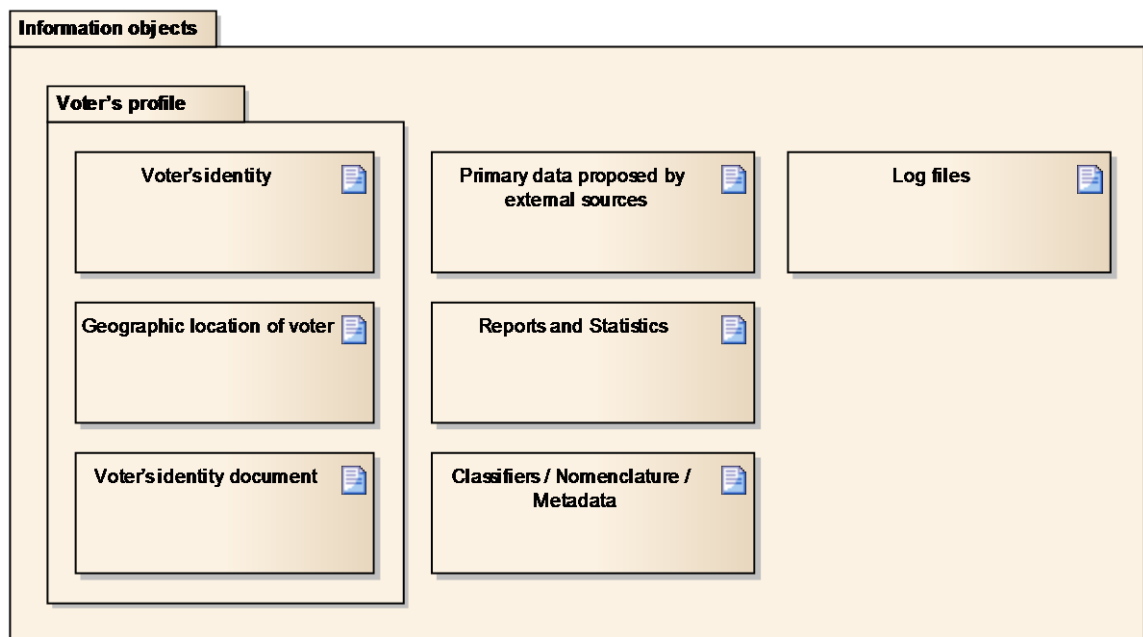 Information objects
Voter's profile
Voter's identity
Geographic location of voter
Voter's identity document
Primary data proposed by
external sources
Reports and Statistics
Classifiers / Nomenclature /
Metadata
Log files